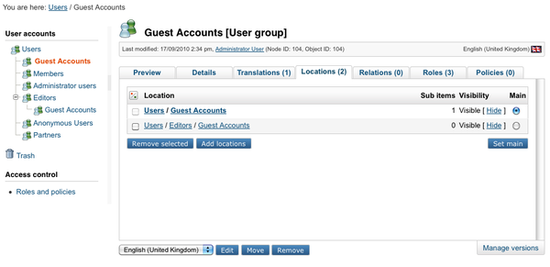 You are here: Users / Guest Accounts
User accounts
Users
Guest Accounts
Members
Administrator users
Editors
Guest Accounts
Anonymous Users
Partners
Trash
Access control
Roles and policies
Guest Accounts [User group]
Last modified: 17/09/2010 2:34 pm, Administrator User (Node ID: 104, Object ID: 104) English (United Kingdom)
Preview Details Translations (1) Locations (2) Relations (0) Roles (3) Policies (0)
Location Sub items Visibility Main
Users / Guest Accounts 1 Visible [ Hide ]
Users / Editors / Guest Accounts 0 Visible [ Hide ]
Remove selected Add locations Set main
Manage versions
English (United Kingdom) Edit Move Remove